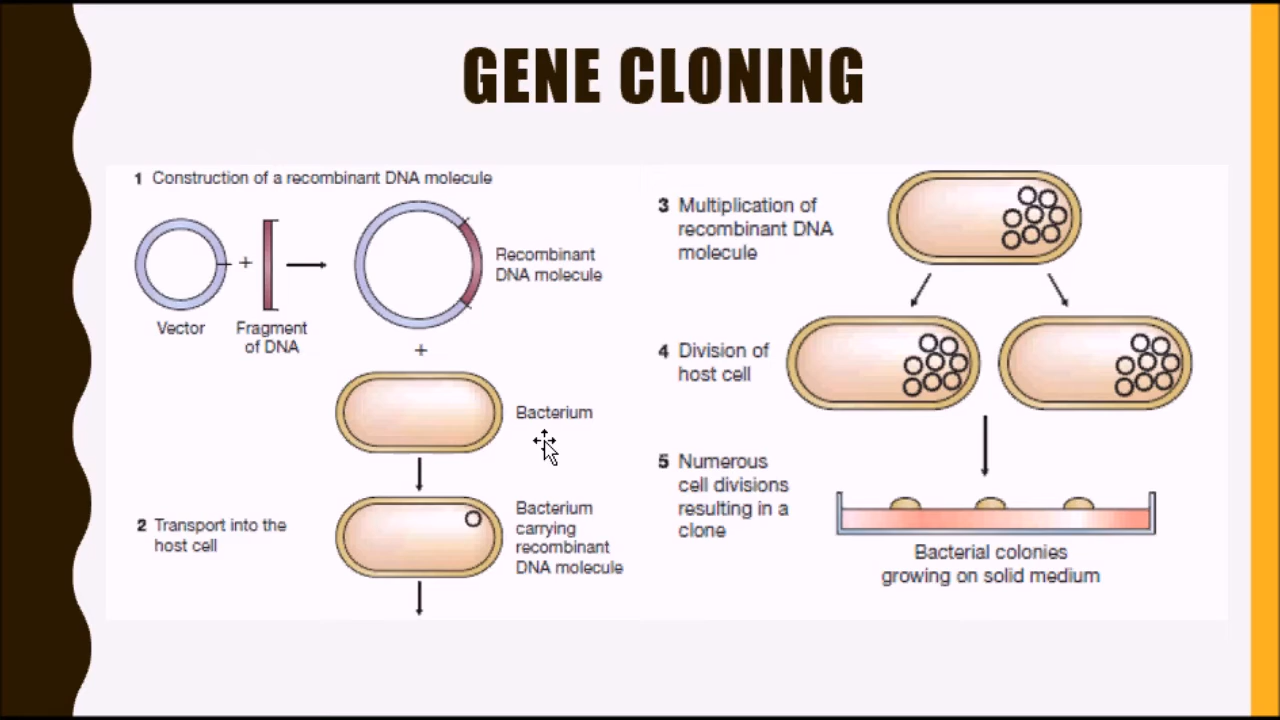 GENE CLONING
1 Construction of a recombinant DNA molecule
+
Vector
Fragment
of DNA
Recombinant
DNA molecule
+
Bacterium
2 Transport into the
host cell
Bacterium
carrying
recombinant
DNA molecule
3 Multiplication of
recombinant DNA
molecule
4 Division of
host cell
5 Numerous
cell divisions
resulting in a
clone
Bacterial colonies
growing on solid medium